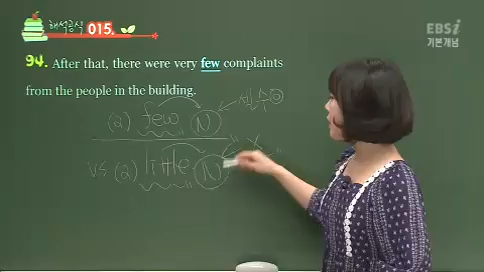 해석공식 015.
EBSi
기본개념
94. After that, there were very few complaints
from the people in the building.
(a) few N 셀 수 ○
vs. (a) little N " X "